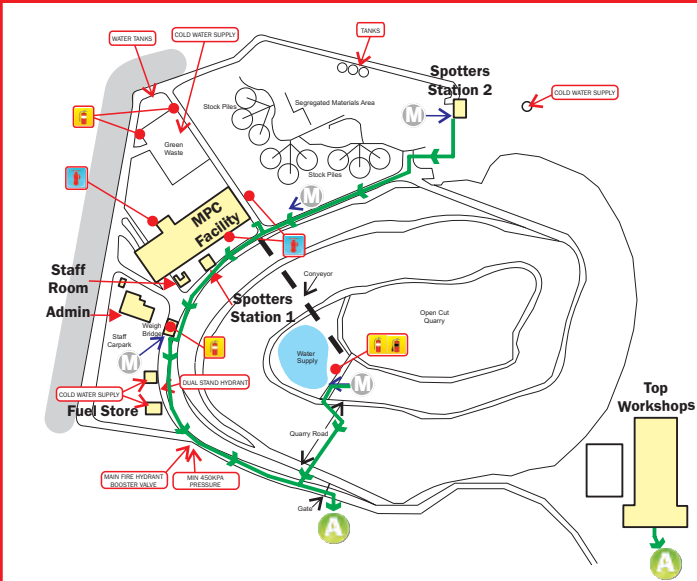 WATER TANKS
COLD WATER SUPPLY
TANKS
Spotters
Station 2
COLD WATER SUPPLY
M
Stock Piles
Segregated Materials Area
Green
Waste
Stock Piles
M
MPC
Facility
Staff
Room
Conveyor
Spotters
Station 1
Admin
Open Cut
Quarry
Weigh
Bridge
Staff
Carpark
M
Water
Supply
M
DUAL STAND HYDRANT
COLD WATER SUPPLY
Fuel Store
Top
Workshops
Quarry Road
MAIN FIRE HYDRANT
BOOSTER VALVE
MIN 450KPA
PRESSURE
Gate
A
A